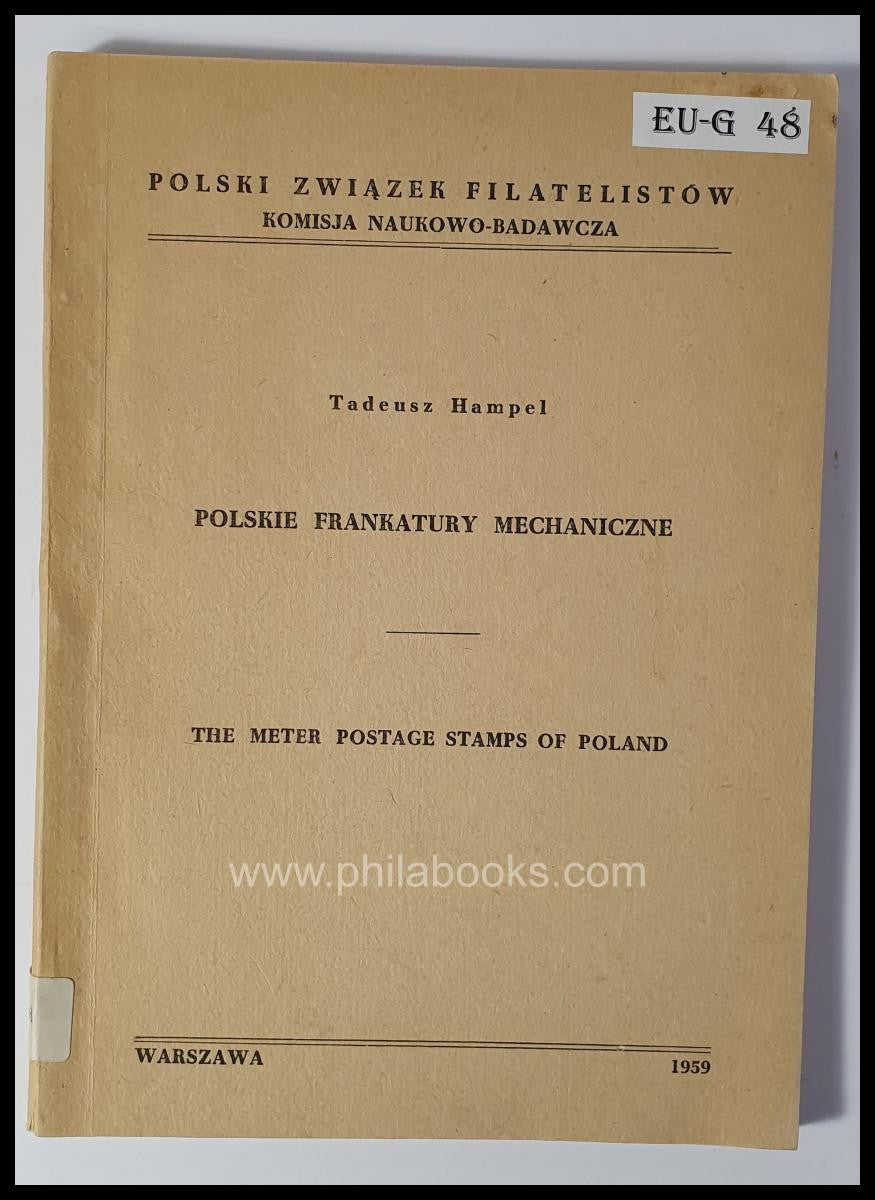 EU-G 48
POLSKI ZWIĄZEK FILATELISTÓW
KOMISJA NAUKOWO-BADAWCZA
Tadeusz Hampel
POLSKIE FRANKATURY MECHANICZNE
THE METER POSTAGE STAMPS OF POLAND
www.philabooks.com
WARSZAWA 1959